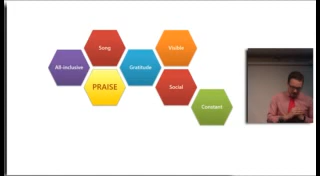 Song
Visible
All-inclusive
Gratitude
PRAISE
Social
Constant